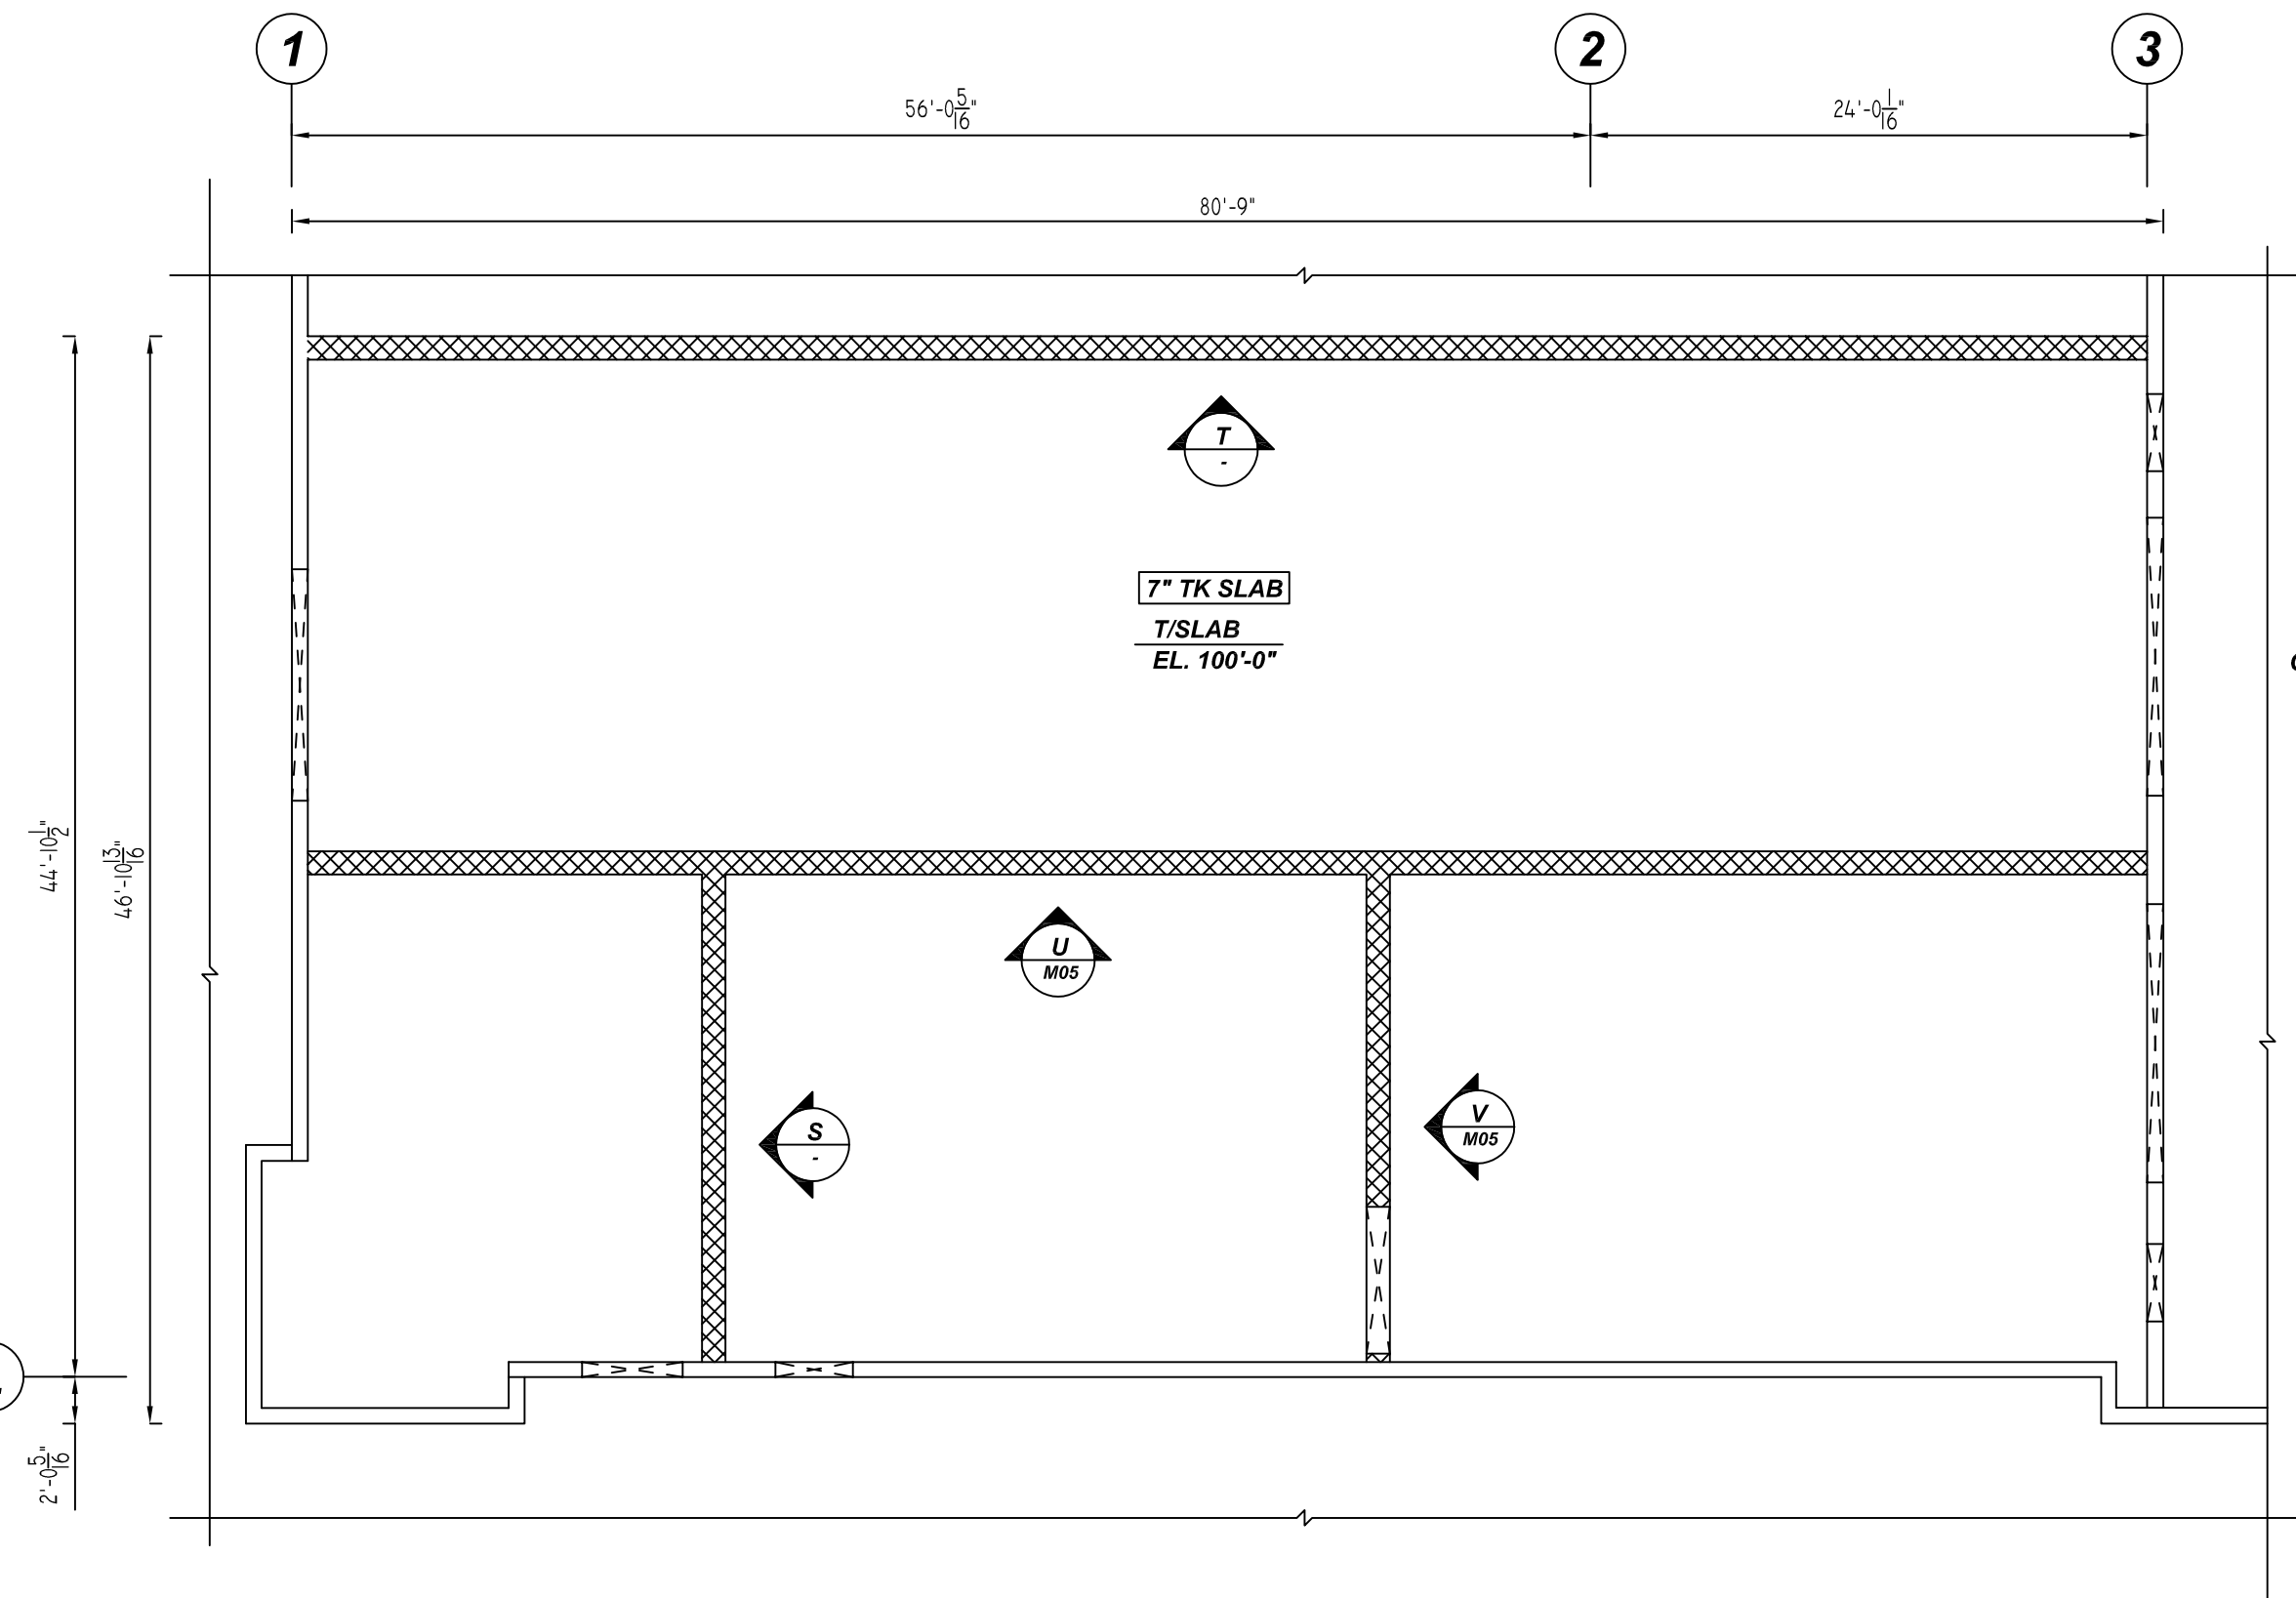 1
2
3
56'-0 5/16"
24'-0 1/16"
80'-9"
T
-
7" TK SLAB
T/SLAB
EL. 100'-0"
44'-10 1/2"
46'-10 13/16"
U
M05
S
-
V
M05
2'-0 5/16"